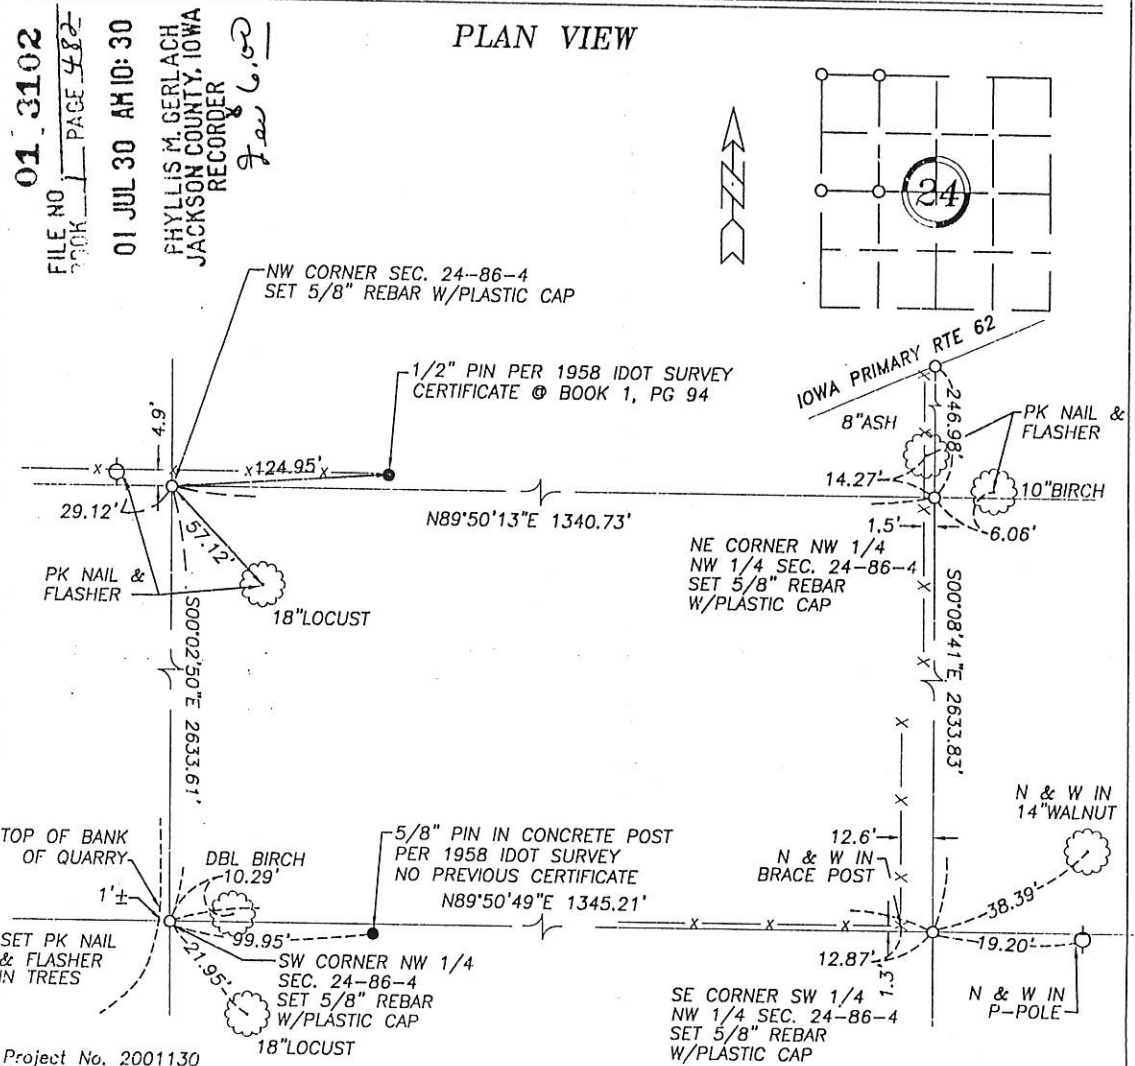 01 3102
FILE NO
BOOK 1 PAGE 482
01 JUL 30 AM 10:30
PHYLLIS M. GERLACH
JACKSON COUNTY, IOWA
RECORDER
Fee 6.00
PLAN VIEW
N
24
NW CORNER SEC. 24-86-4
SET 5/8" REBAR W/PLASTIC CAP
1/2" PIN PER 1958 IDOT SURVEY
CERTIFICATE @ BOOK 1, PG 94
IOWA PRIMARY RTE 62
8"ASH
246.98'
PK NAIL &
FLASHER
4.9'
X
X
124.95'
X
14.27'
10"BIRCH
29.12'
57.12'
N89°50'13"E 1340.73'
1.5'
6.06'
NE CORNER NW 1/4
NW 1/4 SEC. 24-86-4
SET 5/8" REBAR
W/PLASTIC CAP
PK NAIL &
FLASHER
18"LOCUST
S00°02'50"E 2633.61'
S00°08'41"E 2633.83'
N & W IN
14"WALNUT
TOP OF BANK
OF QUARRY
1'±
DBL BIRCH
10.29'
5/8" PIN IN CONCRETE POST
PER 1958 IDOT SURVEY
NO PREVIOUS CERTIFICATE
N89°50'49"E 1345.21'
12.6'
N & W IN
BRACE POST
38.39'
SET PK NAIL
& FLASHER
IN TREES
99.95'
21.95'
SW CORNER NW 1/4
SEC. 24-86-4
SET 5/8" REBAR
W/PLASTIC CAP
18"LOCUST
12.87'
1.3'
19.20'
SE CORNER SW 1/4
NW 1/4 SEC. 24-86-4
SET 5/8" REBAR
W/PLASTIC CAP
N & W IN
P-POLE
Project No. 2001130